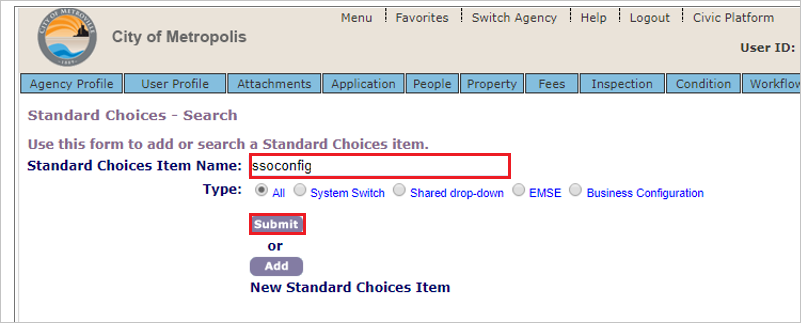 Menu Favorites Switch Agency Help Logout Civic Platform
City of Metropolis
User ID:
Agency Profile User Profile Attachments Application People Property Fees Inspection Condition Workflow
Standard Choices - Search
Use this form to add or search a Standard Choices item.
Standard Choices Item Name: ssoconfig
Type: All System Switch Shared drop-down EMSE Business Configuration
Submit
or
Add
New Standard Choices Item